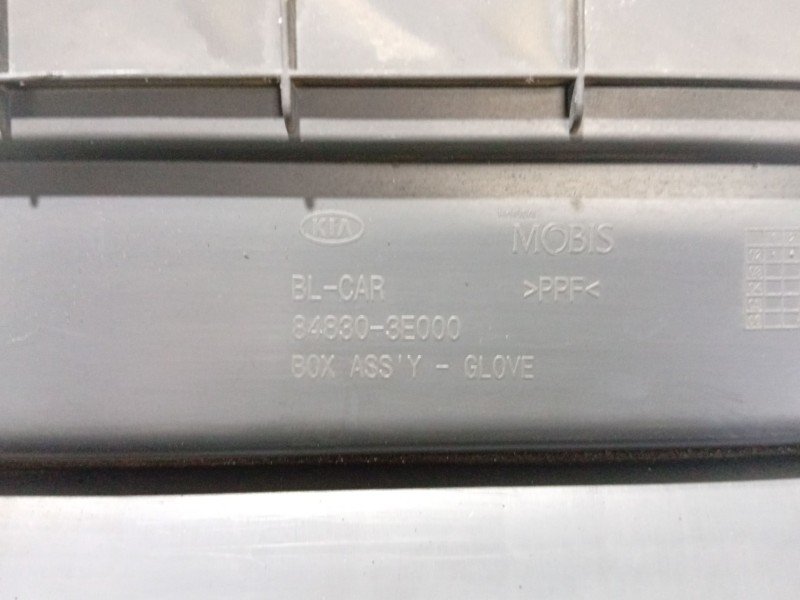 KIA MOBIS
BL-CAR >PPF<
84830-3E000
BOX ASS'Y - GLOVE